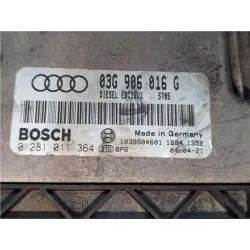 03G 906 016 G
DIESEL EDC16U1 5705
BOSCH
Made in Germany
0 281 011 364
BPG
1039S04601 1884 1352
04-04-21